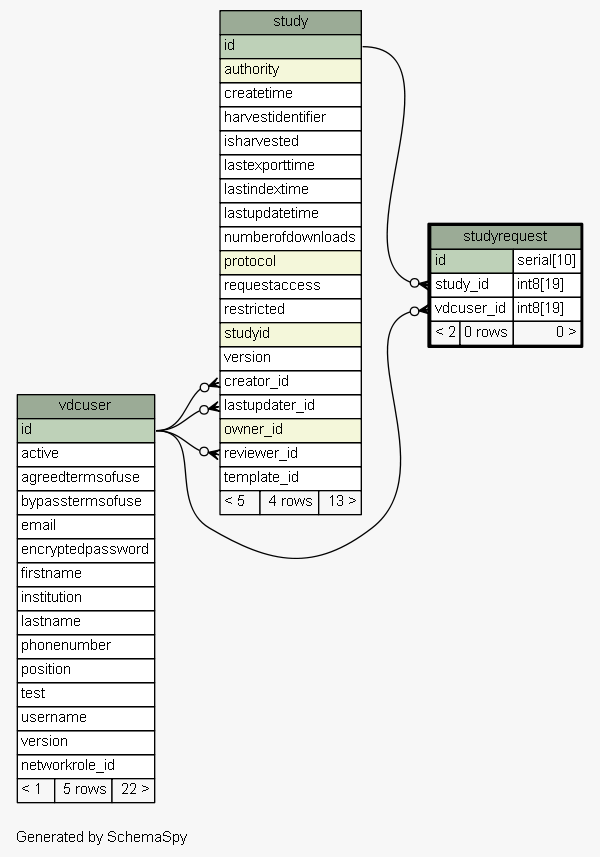 study
id
authority
createtime
harvestidentifier
isharvested
lastexporttime
lastindextime
lastupdatetime
numberofdownloads
protocol
requestaccess
restricted
studyid
version
creator_id
lastupdater_id
owner_id
reviewer_id
template_id
< 5 4 rows 13 >
studyrequest
id serial[10]
study_id int8[19]
vdcuser_id int8[19]
< 2 0 rows 0 >
vdcuser
id
active
agreedtermsofuse
bypasstermsofuse
email
encryptedpassword
firstname
institution
lastname
phonenumber
position
test
username
version
networkrole_id
< 1 5 rows 22 >
Generated by SchemaSpy